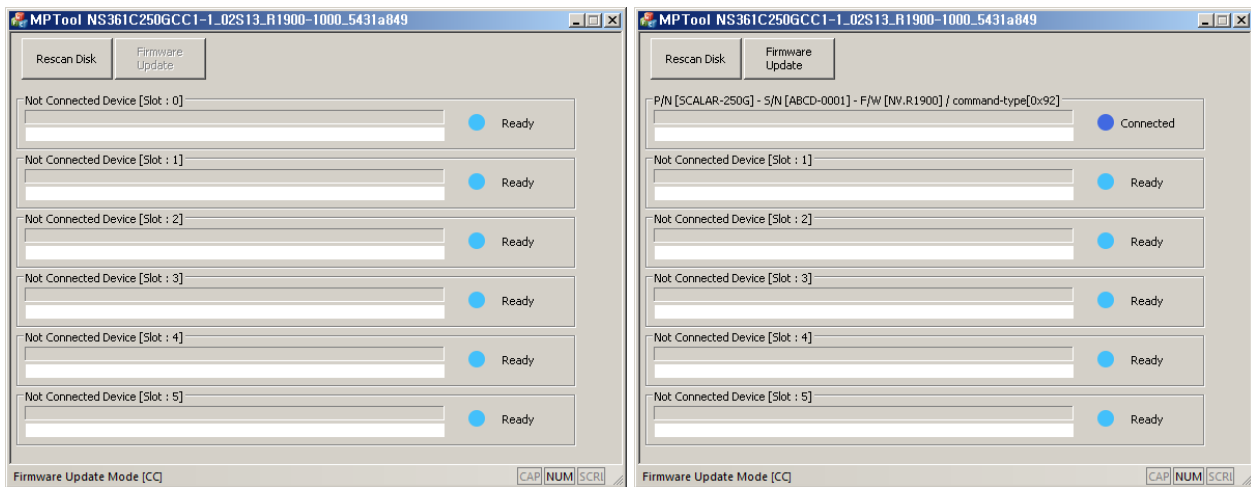 MPTool NS361C250GCC1-1_02S13_R1900-1000_5431a849
Rescan Disk
Firmware
Update
Not Connected Device [Slot : 0]
Ready
Not Connected Device [Slot : 1]
Ready
Not Connected Device [Slot : 2]
Ready
Not Connected Device [Slot : 3]
Ready
Not Connected Device [Slot : 4]
Ready
Not Connected Device [Slot : 5]
Ready
Firmware Update Mode [CC]
CAP NUM SCRL
MPTool NS361C250GCC1-1_02S13_R1900-1000_5431a849
Rescan Disk
Firmware
Update
P/N [SCALAR-250G] - S/N [ABCD-0001] - F/W [NV.R1900] / command-type[0x92]
Connected
Not Connected Device [Slot : 1]
Ready
Not Connected Device [Slot : 2]
Ready
Not Connected Device [Slot : 3]
Ready
Not Connected Device [Slot : 4]
Ready
Not Connected Device [Slot : 5]
Ready
Firmware Update Mode [CC]
CAP NUM SCRL